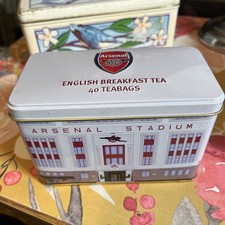 Arsenal
ENGLISH BREAKFAST TEA
40 TEABAGS
ARSENAL STADIUM